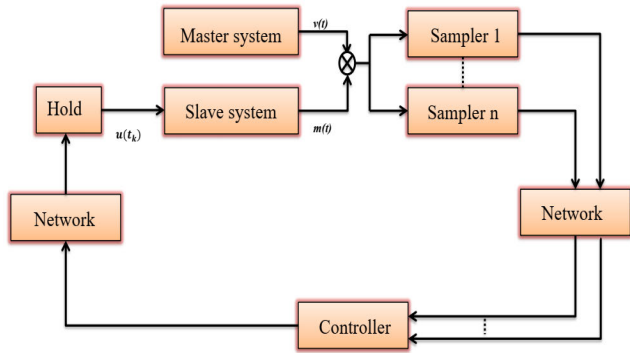 Master system
v(t)
Sampler 1
Hold
u(t_k)
Slave system
m(t)
Sampler n
Network
Network
Controller